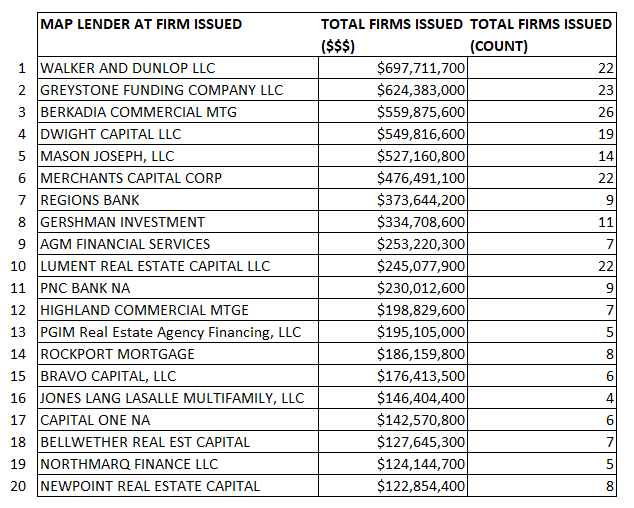 MAP LENDER AT FIRM ISSUED TOTAL FIRMS ISSUED TOTAL FIRMS ISSUED
($$$) (COUNT)
1 WALKER AND DUNLOP LLC $697,711,700 22
2 GREYSTONE FUNDING COMPANY LLC $624,383,000 23
3 BERKADIA COMMERCIAL MTG $559,875,600 26
4 DWIGHT CAPITAL LLC $549,816,600 19
5 MASON JOSEPH, LLC $527,160,800 14
6 MERCHANTS CAPITAL CORP $476,491,100 22
7 REGIONS BANK $373,644,200 9
8 GERSHMAN INVESTMENT $334,708,600 11
9 AGM FINANCIAL SERVICES $253,220,300 7
10 LUMENT REAL ESTATE CAPITAL LLC $245,077,900 22
11 PNC BANK NA $230,012,600 9
12 HIGHLAND COMMERCIAL MTGE $198,829,600 7
13 PGIM Real Estate Agency Financing, LLC $195,105,000 5
14 ROCKPORT MORTGAGE $186,159,800 8
15 BRAVO CAPITAL, LLC $176,413,500 6
16 JONES LANG LASALLE MULTIFAMILY, LLC $146,404,400 4
17 CAPITAL ONE NA $142,570,800 6
18 BELLWETHER REAL EST CAPITAL $127,645,300 7
19 NORTHMARQ FINANCE LLC $124,144,700 5
20 NEWPOINT REAL ESTATE CAPITAL $122,854,400 8